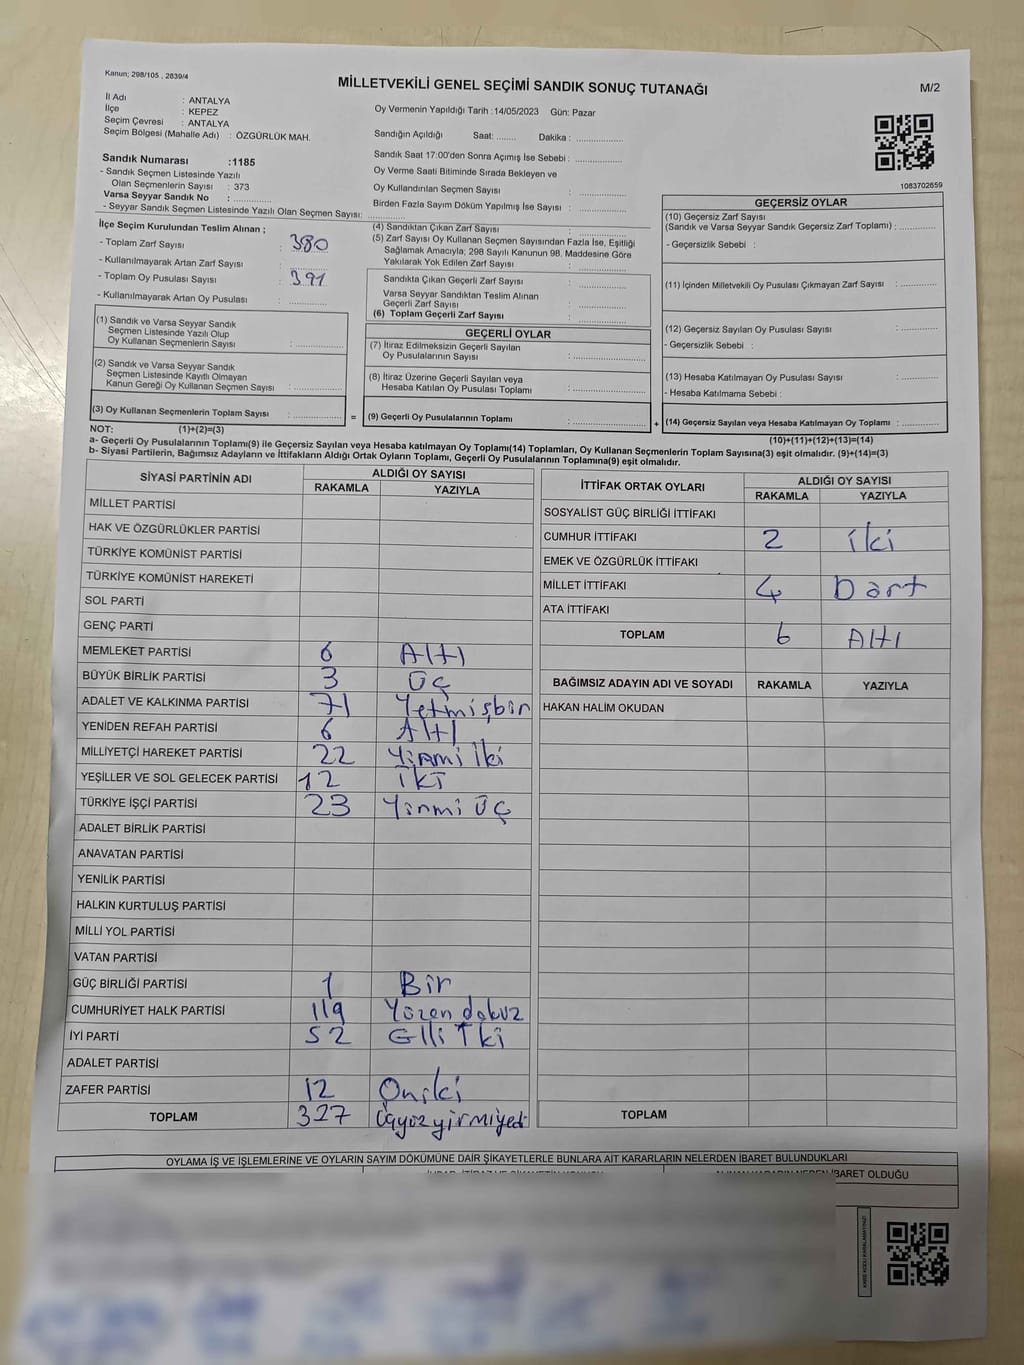 Kanun; 298/105 , 2839/4
MİLLETVEKİLİ GENEL SEÇİMİ SANDIK SONUÇ TUTANAĞI
M/2
İl Adı : ANTALYA
İlçe : KEPEZ
Seçim Çevresi : ANTALYA
Seçim Bölgesi (Mahalle Adı) : ÖZGÜRLÜK MAH.
Sandık Numarası :1185
- Sandık Seçmen Listesinde Yazılı
Olan Seçmenlerin Sayısı : 373
Varsa Seyyar Sandık No : ..............
- Seyyar Sandık Seçmen Listesinde Yazılı Olan Seçmen Sayısı: ..............
Oy Vermenin Yapıldığı Tarih :14/05/2023 Gün: Pazar
Sandığın Açıldığı Saat: ....... Dakika : ..............
Sandık Saat 17:00'den Sonra Açımış İse Sebebi : ..............
Oy Verme Saati Bitiminde Sırada Bekleyen ve
Oy Kullandırılan Seçmen Sayısı : ..............
Birden Fazla Sayım Döküm Yapılmış İse Sayısı : ..............
1083702659
İlçe Seçim Kurulundan Teslim Alınan ;
- Toplam Zarf Sayısı : 380
- Kullanılmayarak Artan Zarf Sayısı : ..............
- Toplam Oy Pusulası Sayısı : 391
- Kullanılmayarak Artan Oy Pusulası : ..............
(1) Sandık ve Varsa Seyyar Sandık
Seçmen Listesinde Yazılı Olup
Oy Kullanan Seçmenlerin Sayısı : ..............
(2) Sandık ve Varsa Seyyar Sandık
Seçmen Listesinde Kayıtlı Olmayan
Kanun Gereği Oy Kullanan Seçmen Sayısı : ..............
(3) Oy Kullanan Seçmenlerin Toplam Sayısı : ..............
=
(4) Sandıktan Çıkan Zarf Sayısı : ..............
(5) Zarf Sayısı Oy Kullanan Seçmen Sayısından Fazla İse, Eşitliği
Sağlamak Amacıyla; 298 Sayılı Kanunun 98. Maddesine Göre
Yakılarak Yok Edilen Zarf Sayısı : ..............
Sandıkta Çıkan Geçerli Zarf Sayısı : ..............
Varsa Seyyar Sandıktan Teslim Alınan
Geçerli Zarf Sayısı : ..............
(6) Toplam Geçerli Zarf Sayısı : ..............
GEÇERLİ OYLAR
(7) İtiraz Edilmeksizin Geçerli Sayılan
Oy Pusulalarının Sayısı : ..............
(8) İtiraz Üzerine Geçerli Sayılan veya
Hesaba Katılan Oy Pusulası Toplamı : ..............
(9) Geçerli Oy Pusulalarının Toplamı : ..............
+
GEÇERSİZ OYLAR
(10) Geçersiz Zarf Sayısı
(Sandık ve Varsa Seyyar Sandık Geçersiz Zarf Toplamı) : ..............
- Geçersizlik Sebebi :
(11) İçinden Milletvekili Oy Pusulası Çıkmayan Zarf Sayısı : ..............
(12) Geçersiz Sayılan Oy Pusulası Sayısı : ..............
- Geçersizlik Sebebi :
(13) Hesaba Katılmayan Oy Pusulası Sayısı : ..............
- Hesaba Katılmama Sebebi :
(14) Geçersiz Sayılan veya Hesaba Katılmayan Oy Toplamı : ..............
NOT: (1)+(2)=(3) (10)+(11)+(12)+(13)=(14)
a- Geçerli Oy Pusulalarının Toplamı(9) ile Geçersiz Sayılan veya Hesaba katılmayan Oy Toplamı(14) Toplamları, Oy Kullanan Seçmenlerin Toplam Sayısına(3) eşit olmalıdır. (9)+(14)=(3)
b- Siyasi Partilerin, Bağımsız Adayların ve İttifakların Aldığı Ortak Oyların Toplamı, Geçerli Oy Pusulalarının Toplamına(9) eşit olmalıdır.
SİYASİ PARTİNİN ADI ALDIĞI OY SAYISI
RAKAMLA YAZIYLA
MİLLET PARTİSİ
HAK VE ÖZGÜRLÜKLER PARTİSİ
TÜRKİYE KOMÜNİST PARTİSİ
TÜRKİYE KOMÜNİST HAREKETİ
SOL PARTİ
GENÇ PARTİ
MEMLEKET PARTİSİ 6 Altı
BÜYÜK BİRLİK PARTİSİ 3 Üç
ADALET VE KALKINMA PARTİSİ 71 Yetmişbir
YENİDEN REFAH PARTİSİ 6 Altı
MİLLİYETÇİ HAREKET PARTİSİ 22 Yirmi iki
YEŞİLLER VE SOL GELECEK PARTİSİ 12 iki
TÜRKİYE İŞÇİ PARTİSİ 23 Yirmi Üç
ADALET BİRLİK PARTİSİ
ANAVATAN PARTİSİ
YENİLİK PARTİSİ
HALKIN KURTULUŞ PARTİSİ
MİLLİ YOL PARTİSİ
VATAN PARTİSİ
GÜÇ BİRLİĞİ PARTİSİ 1 Bir
CUMHURİYET HALK PARTİSİ 119 Yüzon dokuz
İYİ PARTİ 52 Elli İki
ADALET PARTİSİ
ZAFER PARTİSİ 12 Oniki
TOPLAM 327 Üçyüzyirmiyedi
İTTİFAK ORTAK OYLARI ALDIĞI OY SAYISI
RAKAMLA YAZIYLA
SOSYALİST GÜÇ BİRLİĞİ İTTİFAKI
CUMHUR İTTİFAKI 2 iki
EMEK VE ÖZGÜRLÜK İTTİFAKI
MİLLET İTTİFAKI 4 Dört
ATA İTTİFAKI
TOPLAM 6 Altı
BAĞIMSIZ ADAYIN ADI VE SOYADI RAKAMLA YAZIYLA
HAKAN HALİM OKUDAN
TOPLAM
OYLAMA İŞ VE İŞLEMLERİNE VE OYLARIN SAYIM DÖKÜMÜNE DAİR ŞİKAYETLERLE BUNLARA AİT KARARLARIN NELERDEN İBARET BULUNDUKLARI
İBARET OLDUĞU
KARE KODU KARALAMAYINIZ!